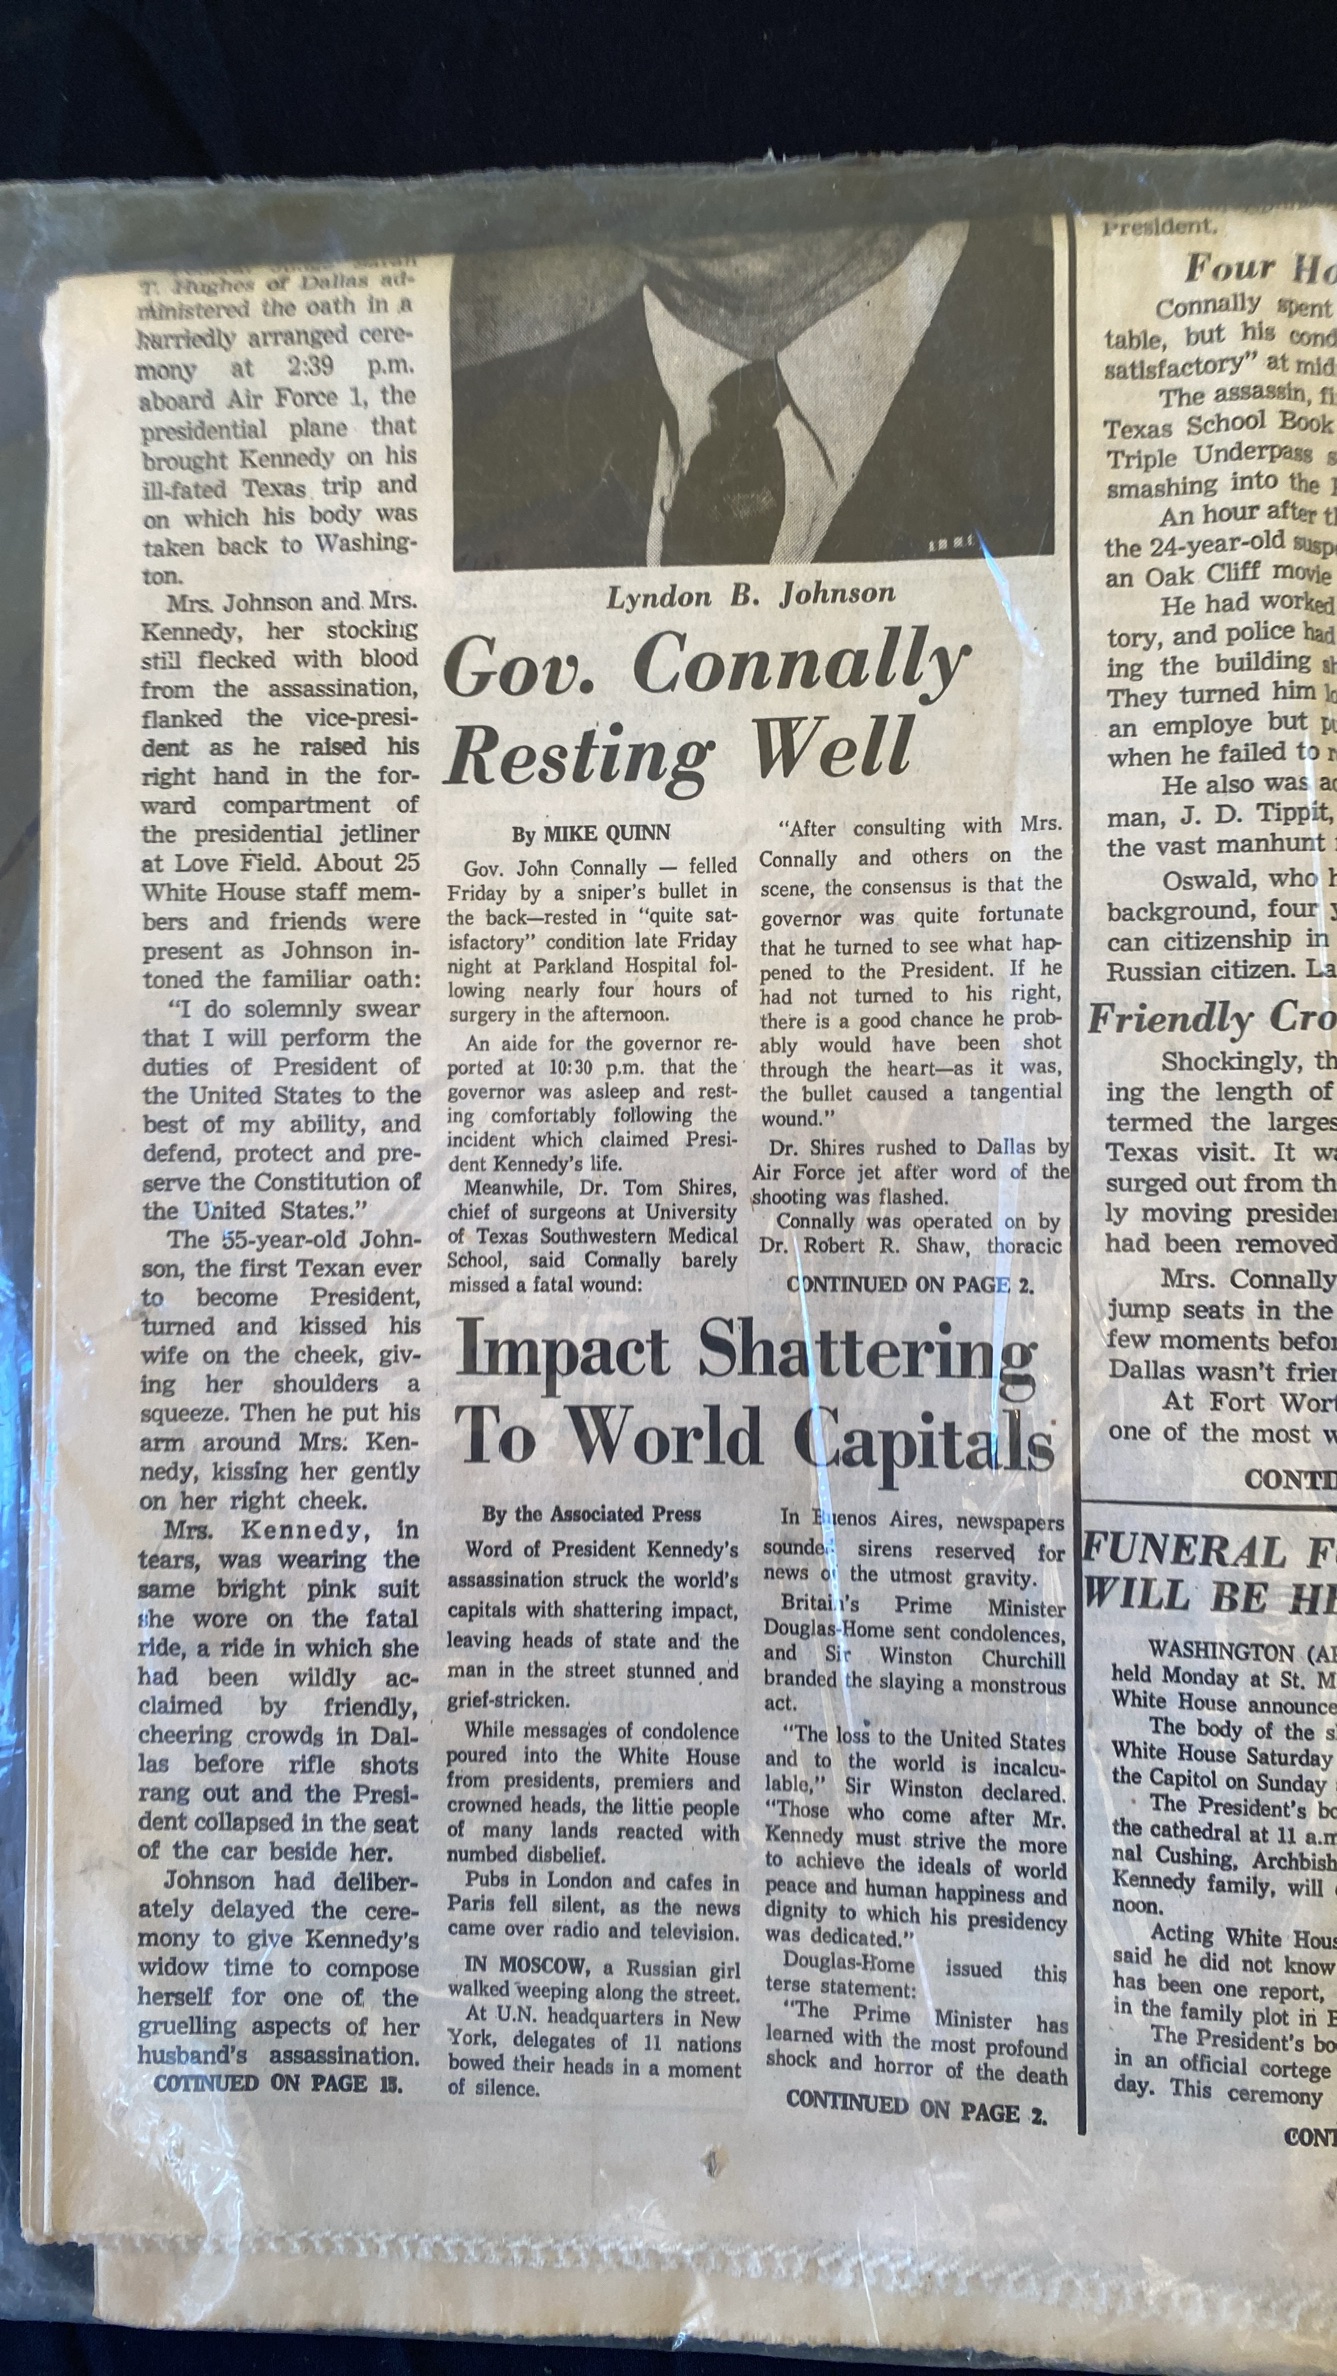 T. Hughes of Dallas ad-
ministered the oath in a
hurriedly arranged cere-
mony at 2:39 p.m.
aboard Air Force 1, the
presidential plane that
brought Kennedy on his
ill-fated Texas trip and
on which his body was
taken back to Washing-
ton.
Mrs. Johnson and Mrs.
Kennedy, her stocking
still flecked with blood
from the assassination,
flanked the vice-presi-
dent as he raised his
right hand in the for-
ward compartment of
the presidential jetliner
at Love Field. About 25
White House staff mem-
bers and friends were
present as Johnson in-
toned the familiar oath:
"I do solemnly swear
that I will perform the
duties of President of
the United States to the
best of my ability, and
defend, protect and pre-
serve the Constitution of
the United States."
The 55-year-old John-
son, the first Texan ever
to become President,
turned and kissed his
wife on the cheek, giv-
ing her shoulders a
squeeze. Then he put his
arm around Mrs. Ken-
nedy, kissing her gently
on her right cheek.
Mrs. Kennedy, in
tears, was wearing the
same bright pink suit
she wore on the fatal
ride, a ride in which she
had been wildly ac-
claimed by friendly,
cheering crowds in Dal-
las before rifle shots
rang out and the Presi-
dent collapsed in the seat
of the car beside her.
Johnson had deliber-
ately delayed the cere-
mony to give Kennedy's
widow time to compose
herself for one of the
gruelling aspects of her
husband's assassination.
COTINUED ON PAGE 15.
Lyndon B. Johnson
Gov. Connally
Resting Well
By MIKE QUINN
Gov. John Connally — felled
Friday by a sniper's bullet in
the back—rested in "quite sat-
isfactory" condition late Friday
night at Parkland Hospital fol-
lowing nearly four hours of
surgery in the afternoon.
An aide for the governor re-
ported at 10:30 p.m. that the
governor was asleep and rest-
ing comfortably following the
incident which claimed Presi-
dent Kennedy's life.
Meanwhile, Dr. Tom Shires,
chief of surgeons at University
of Texas Southwestern Medical
School, said Connally barely
missed a fatal wound:
"After consulting with Mrs.
Connally and others on the
scene, the consensus is that the
governor was quite fortunate
that he turned to see what hap-
pened to the President. If he
had not turned to his right,
there is a good chance he prob-
ably would have been shot
through the heart—as it was,
the bullet caused a tangential
wound."
Dr. Shires rushed to Dallas by
Air Force jet after word of the
shooting was flashed.
Connally was operated on by
Dr. Robert R. Shaw, thoracic
CONTINUED ON PAGE 2.
Impact Shattering
To World Capitals
By the Associated Press
Word of President Kennedy's
assassination struck the world's
capitals with shattering impact,
leaving heads of state and the
man in the street stunned and
grief-stricken.
While messages of condolence
poured into the White House
from presidents, premiers and
crowned heads, the little people
of many lands reacted with
numbed disbelief.
Pubs in London and cafes in
Paris fell silent, as the news
came over radio and television.
IN MOSCOW, a Russian girl
walked weeping along the street.
At U.N. headquarters in New
York, delegates of 11 nations
bowed their heads in a moment
of silence.
In Buenos Aires, newspapers
sounded sirens reserved for
news of the utmost gravity.
Britain's Prime Minister
Douglas-Home sent condolences,
and Sir Winston Churchill
branded the slaying a monstrous
act.
"The loss to the United States
and to the world is incalcu-
lable," Sir Winston declared.
"Those who come after Mr.
Kennedy must strive the more
to achieve the ideals of world
peace and human happiness and
dignity to which his presidency
was dedicated."
Douglas-Home issued this
terse statement:
"The Prime Minister has
learned with the most profound
shock and horror of the death
CONTINUED ON PAGE 2.
President.
Four Ho
Connally spent
table, but his cond
satisfactory" at mid
The assassin, fi
Texas School Book
Triple Underpass s
smashing into the
An hour after t
the 24-year-old suspe
an Oak Cliff movie
He had worked
tory, and police had
ing the building sh
They turned him lo
an employe but pu
when he failed to r
He also was ac
man, J. D. Tippit,
the vast manhunt
Oswald, who h
background, four y
can citizenship in
Russian citizen. La
Friendly Cro
Shockingly, th
ing the length of
termed the larges
Texas visit. It wa
surged out from th
ly moving presiden
had been removed
Mrs. Connally
jump seats in the
few moments befor
Dallas wasn't frien
At Fort Wort
one of the most w
CONTI
FUNERAL F
WILL BE HE
WASHINGTON (AP
held Monday at St. M
White House announce
The body of the s
White House Saturday
the Capitol on Sunday
The President's bo
the cathedral at 11 a.m
nal Cushing, Archbish
Kennedy family, will
noon.
Acting White Hous
said he did not know
has been one report,
in the family plot in B
The President's bo
in an official cortege
day. This ceremony
CONT